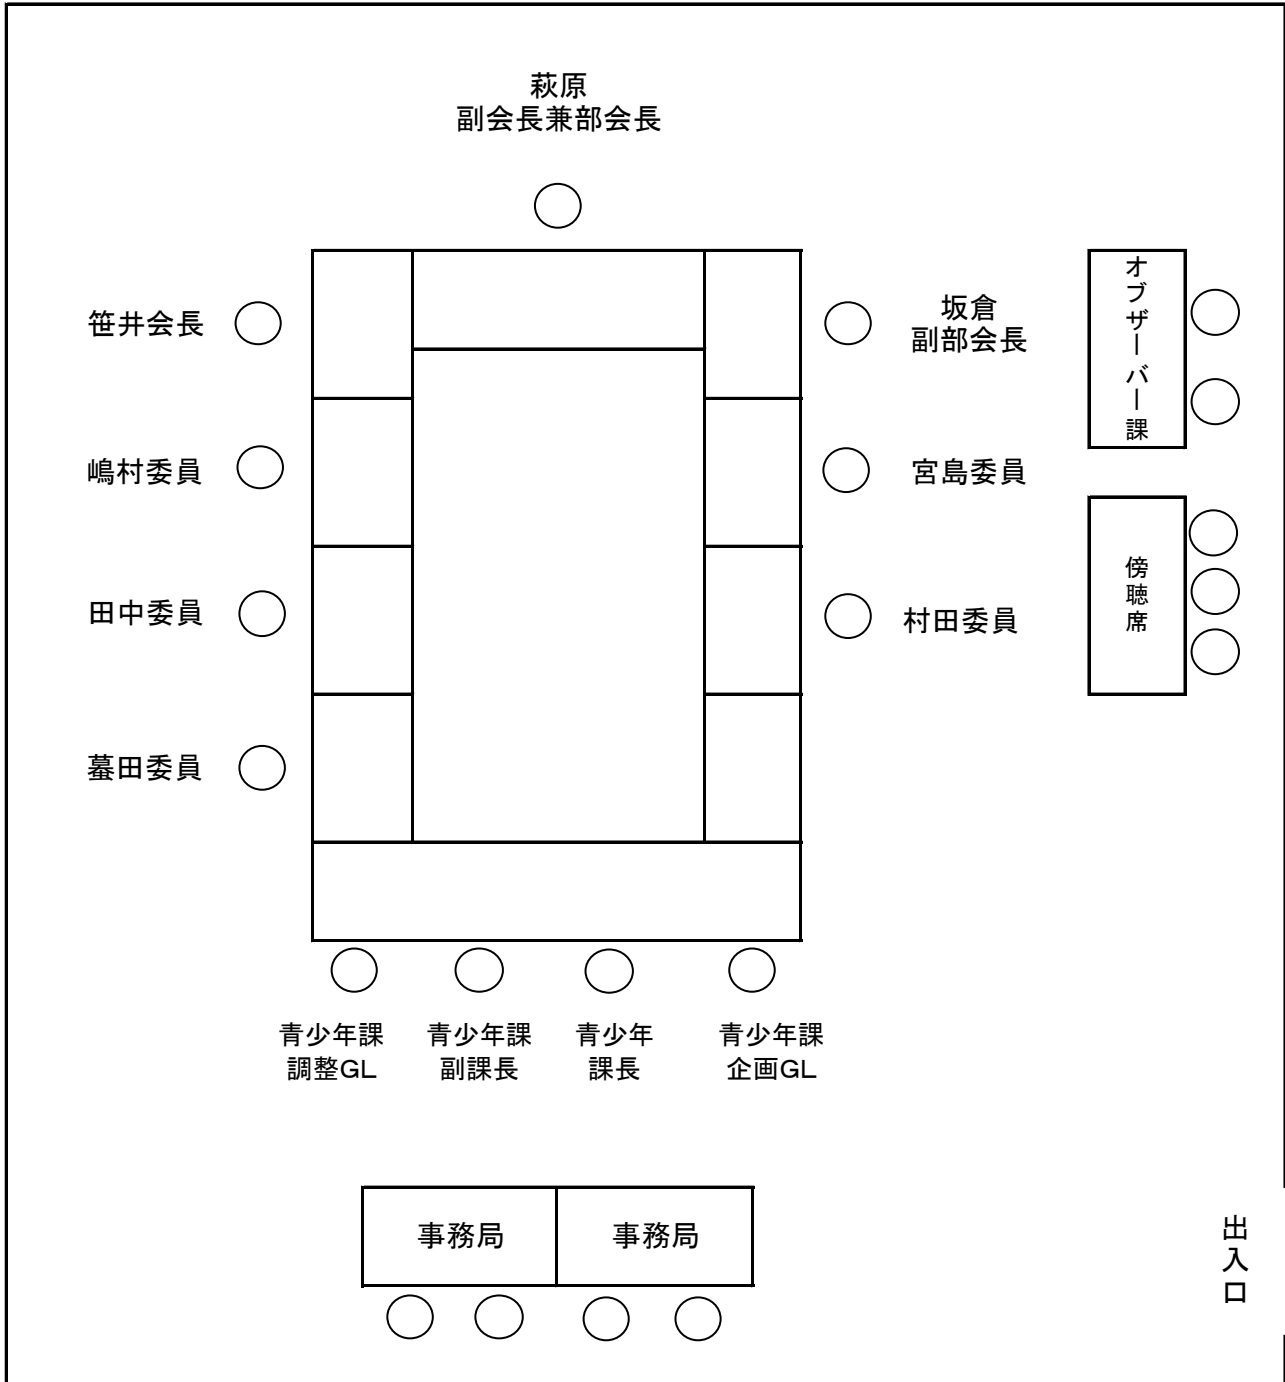 萩原
副会長兼部会長
笹井会長
坂倉
副部会長
オブザーバー課
嶋村委員
宮島委員
田中委員
村田委員
傍聴席
蟇田委員
青少年課
調整GL
青少年課
副課長
青少年
課長
青少年課
企画GL
事務局
事務局
出入口